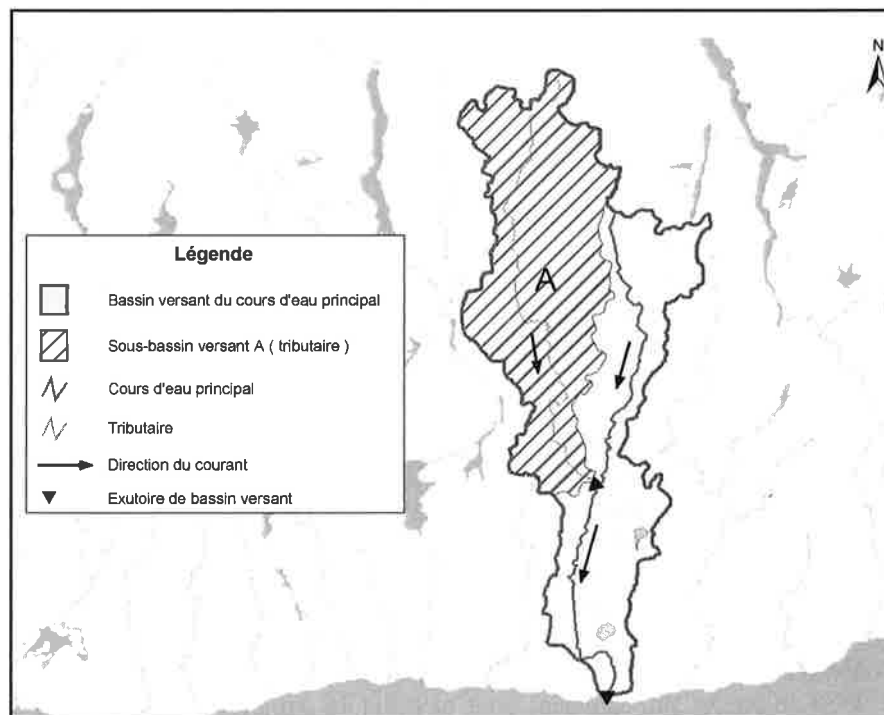 N
A
Légende
Bassin versant du cours d'eau principal
Sous-bassin versant A ( tributaire )
Cours d'eau principal
Tributaire
Direction du courant
Exutoire de bassin versant